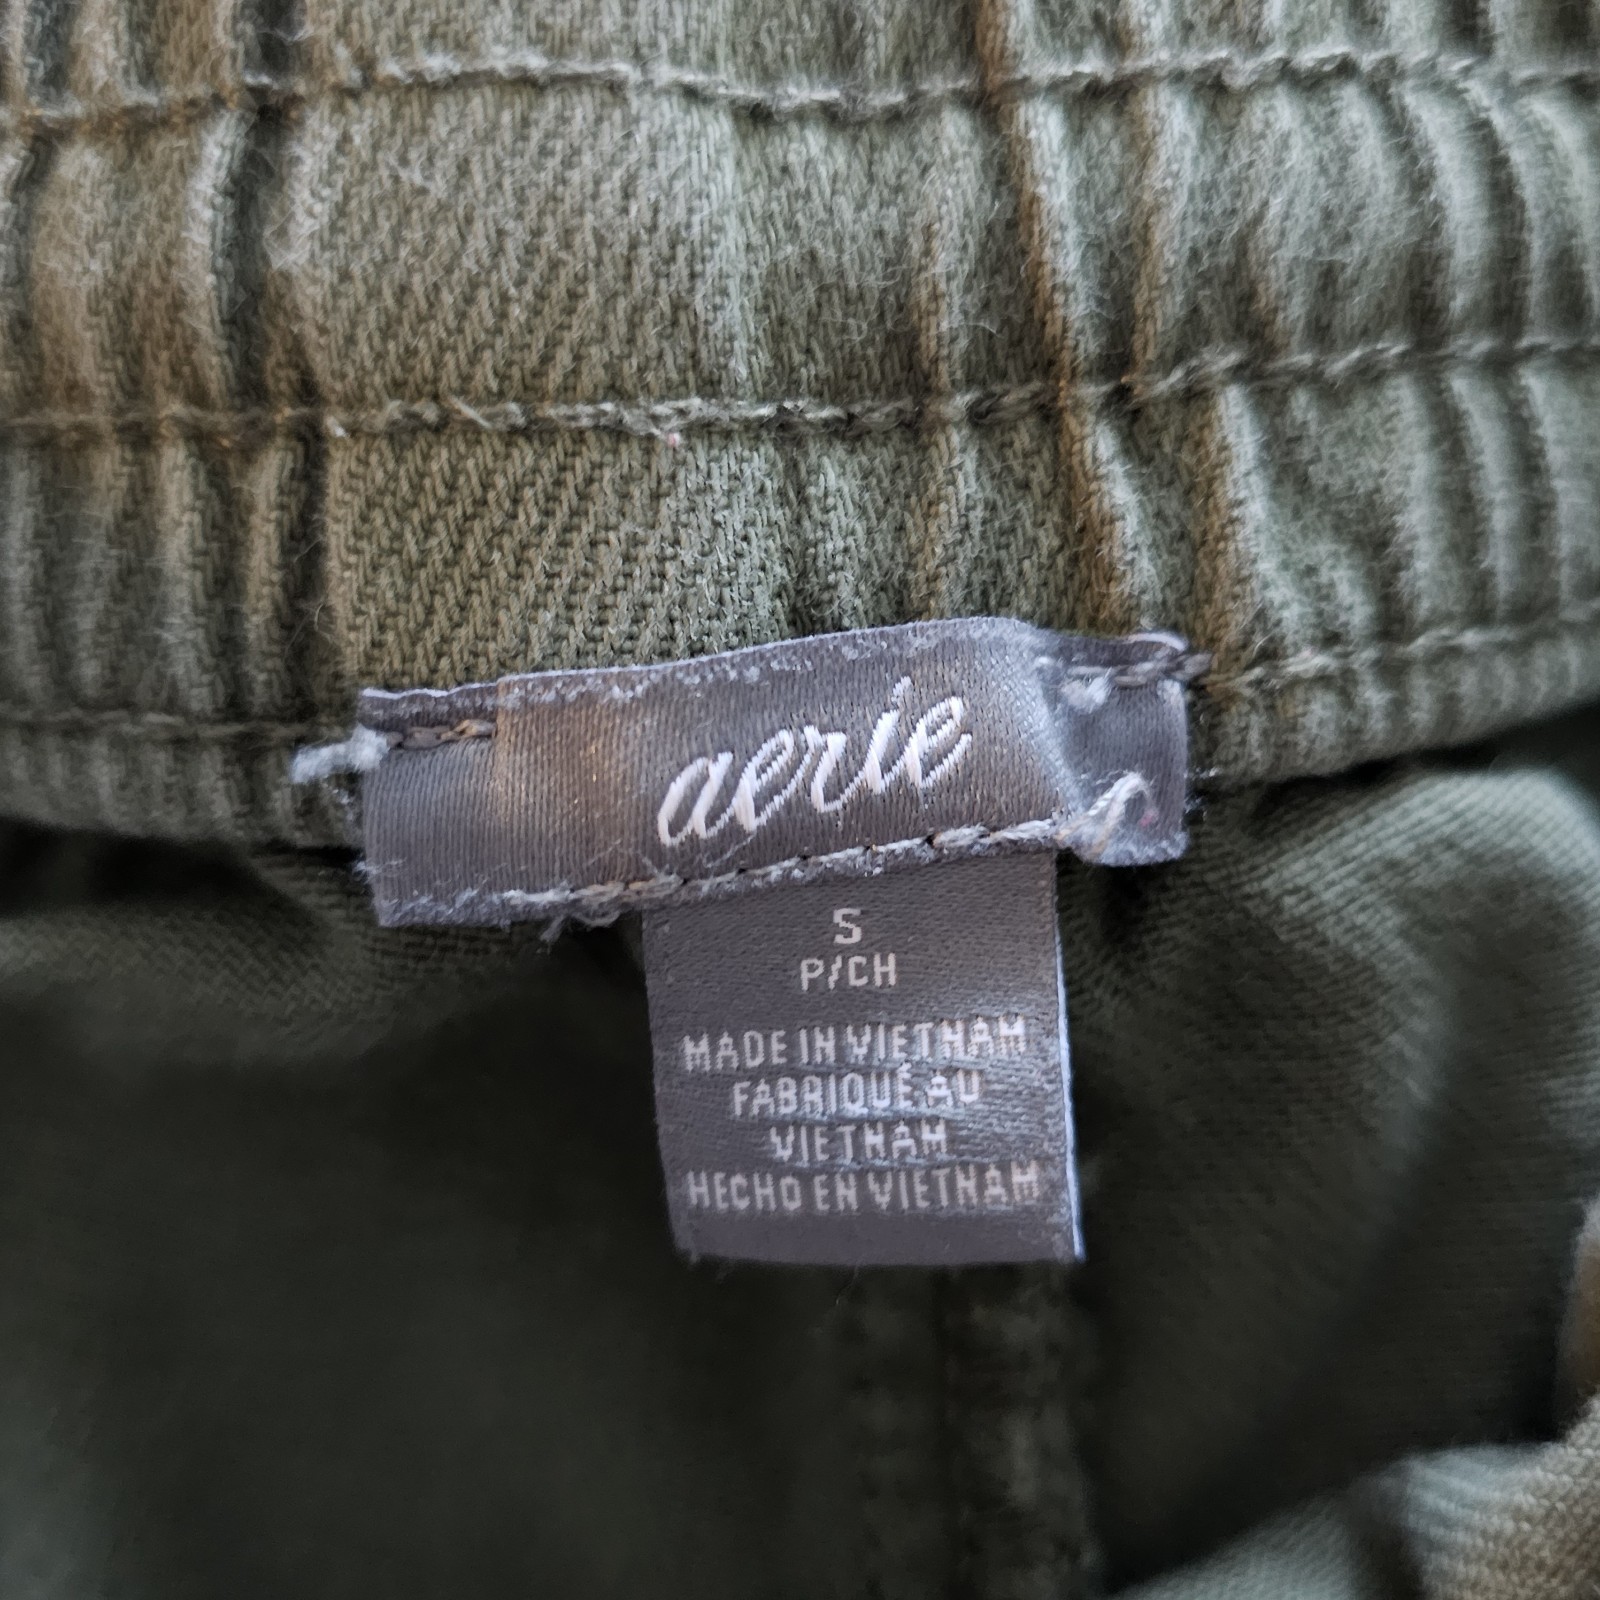 aerie
S
P/CH
MADE IN VIETNAM
FABRIQUÉ AU
VIETNAM
HECHO EN VIETNAM